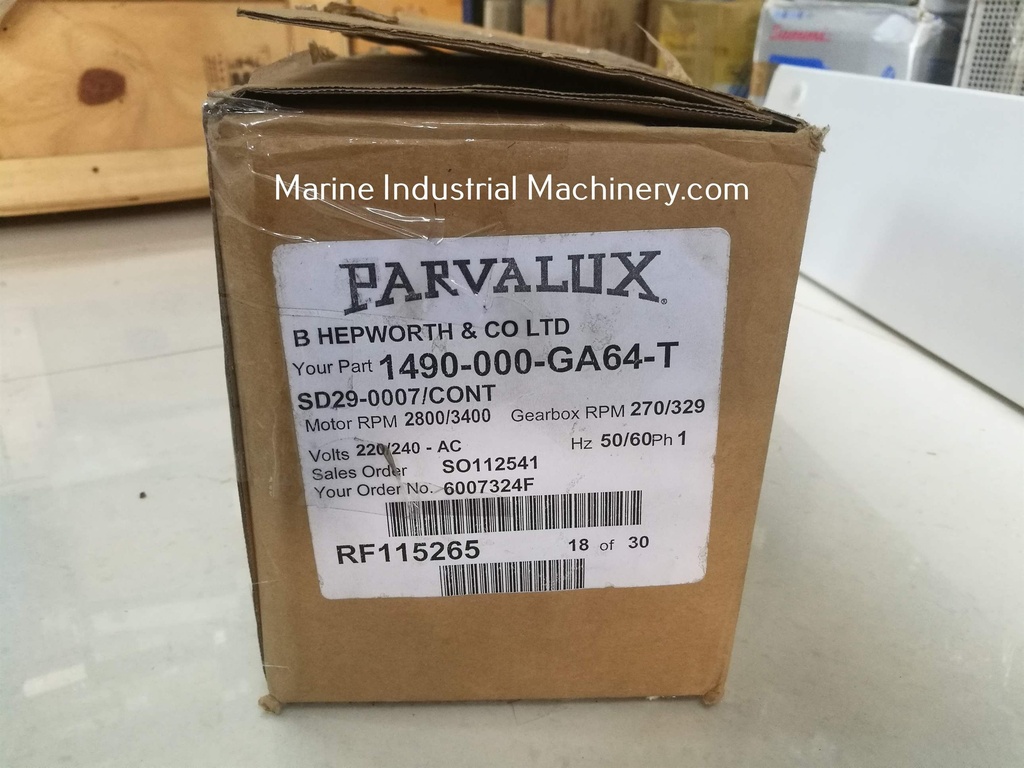 Marine Industrial Machinery.com
PARVALUX®
B HEPWORTH & CO LTD
Your Part 1490-000-GA64-T
SD29-0007/CONT
Motor RPM 2800/3400 Gearbox RPM 270/329
Volts 220/240 - AC Hz 50/60 Ph 1
Sales Order SO112541
Your Order No. 6007324F
RF115265 18 of 30